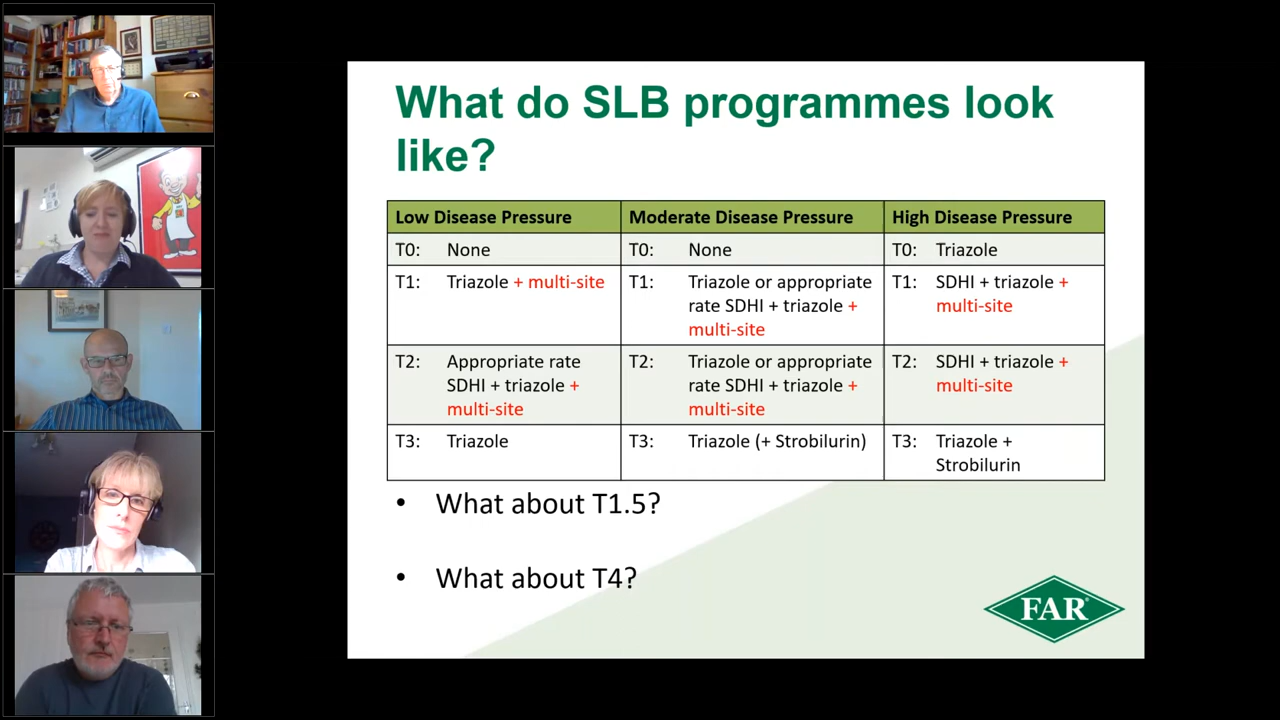 What do SLB programmes look
like?
Low Disease Pressure
Moderate Disease Pressure
High Disease Pressure
T0: None
T0: None
T0: Triazole
T1: Triazole + multi-site
T1: Triazole or appropriate
rate SDHI + triazole +
multi-site
T1: SDHI + triazole +
multi-site
T2: Appropriate rate
SDHI + triazole +
multi-site
T2: Triazole or appropriate
rate SDHI + triazole +
multi-site
T2: SDHI + triazole +
multi-site
T3: Triazole
T3: Triazole (+ Strobilurin)
T3: Triazole +
Strobilurin
• What about T1.5?
• What about T4?
FAR®